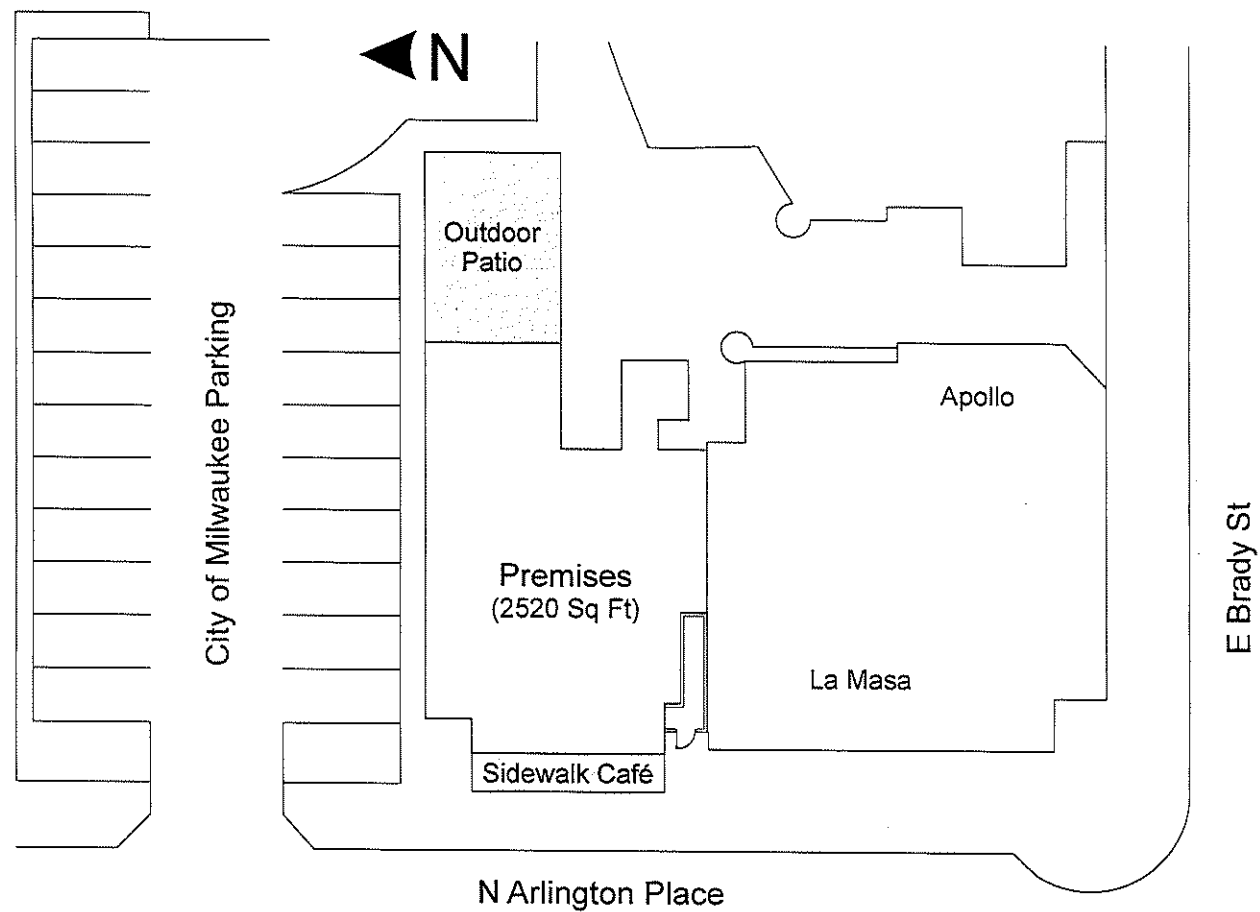 N
Outdoor
Patio
City of Milwaukee Parking
Apollo
Premises
(2520 Sq Ft)
La Masa
E Brady St
Sidewalk Café
N Arlington Place